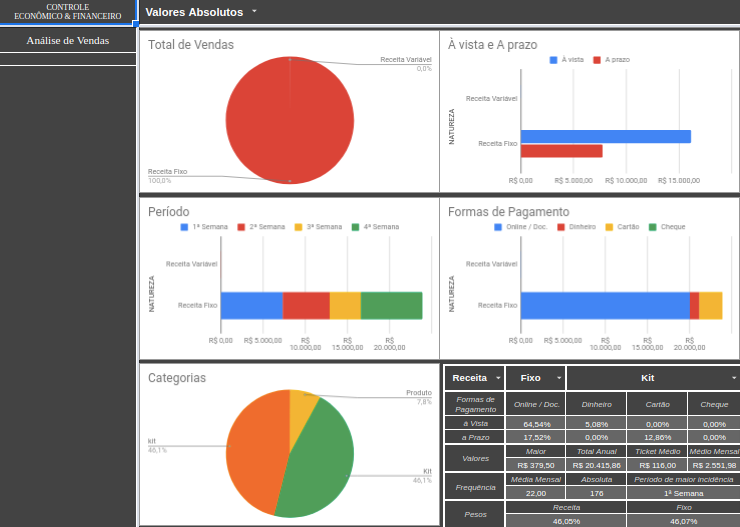 CONTROLE
ECONÔMICO & FINANCEIRO
Valores Absolutos
Análise de Vendas
Total de Vendas
Receita Variável
0,0%
Receita Fixo
100,0%
À vista e A prazo
À vista
A prazo
NATUREZA
Receita Variável
Receita Fixo
R$ 0,00 R$ 5.000,00 R$ 10.000,00 R$ 15.000,00
Período
1ª Semana 2ª Semana 3ª Semana 4ª Semana
NATUREZA
Receita Variável
Receita Fixo
R$ 0,00 R$ 5.000,00 R$ 10.000,00 R$ 15.000,00 R$ 20.000,00
Formas de Pagamento
Online / Doc. Dinheiro Cartão Cheque
NATUREZA
Receita Variável
Receita Fixo
R$ 0,00 R$ 5.000,00 R$ 10.000,00 R$ 15.000,00 R$ 20.000,00
Categorias
Produto
7,8%
kit
46,1%
Kit
46,1%
Receita Fixo Kit
Formas de Pagamento Online / Doc. Dinheiro Cartão Cheque
à Vista 64,54% 5,08% 0,00% 0,00%
a Prazo 17,52% 0,00% 12,86% 0,00%
Valores Maior Total Anual Ticket Médio Médio Mensal
R$ 379,50 R$ 20.415,86 R$ 116,00 R$ 2.551,98
Frequência Média Mensal Absoluta Período de maior incidência
22,00 176 1ª Semana
Pesos Receita Fixo
46,05% 46,07%